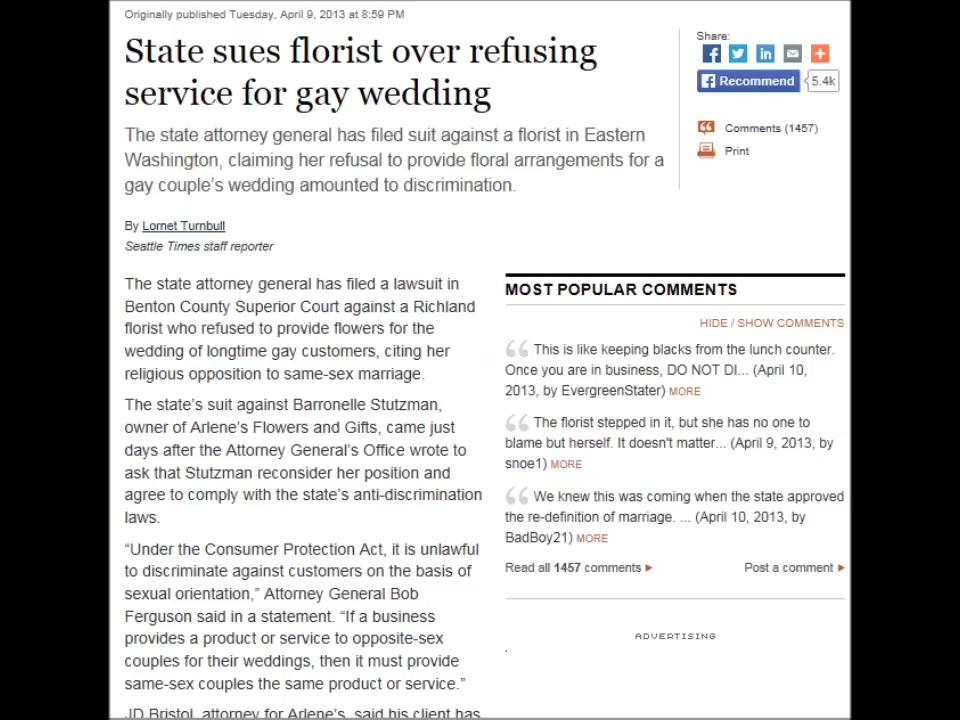 Originally published Tuesday, April 9, 2013 at 8:59 PM
State sues florist over refusing
service for gay wedding
The state attorney general has filed suit against a florist in Eastern
Washington, claiming her refusal to provide floral arrangements for a
gay couple's wedding amounted to discrimination.
Share:
Recommend 5.4k
Comments (1457)
Print
By Lornet Turnbull
Seattle Times staff reporter
The state attorney general has filed a lawsuit in
Benton County Superior Court against a Richland
florist who refused to provide flowers for the
wedding of longtime gay customers, citing her
religious opposition to same-sex marriage.
The state's suit against Barronelle Stutzman,
owner of Arlene's Flowers and Gifts, came just
days after the Attorney General's Office wrote to
ask that Stutzman reconsider her position and
agree to comply with the state's anti-discrimination
laws.
“Under the Consumer Protection Act, it is unlawful
to discriminate against customers on the basis of
sexual orientation,” Attorney General Bob
Ferguson said in a statement. “If a business
provides a product or service to opposite-sex
couples for their weddings, then it must provide
same-sex couples the same product or service.”
JD Bristol, attorney for Arlene's, said his client has
MOST POPULAR COMMENTS
HIDE / SHOW COMMENTS
“ This is like keeping blacks from the lunch counter.
Once you are in business, DO NOT DI... (April 10,
2013, by EvergreenStater) MORE
“ The florist stepped in it, but she has no one to
blame but herself. It doesn't matter... (April 9, 2013, by
snoe1) MORE
“ We knew this was coming when the state approved
the re-definition of marriage. ... (April 10, 2013, by
BadBoy21) MORE
Read all 1457 comments
Post a comment
ADVERTISING